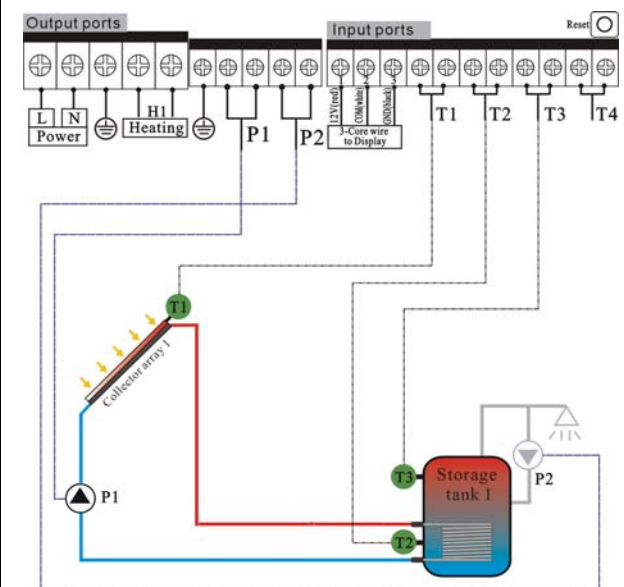 Output ports
Input ports
Reset
L N
Power
H1
Heating
P1
P2
12V(red)
COM(white)
GND(black)
3-Core wire
to Display
T1
T2
T3
T4
T1
Collector array 1
P1
T3
Storage
tank 1
P2
T2